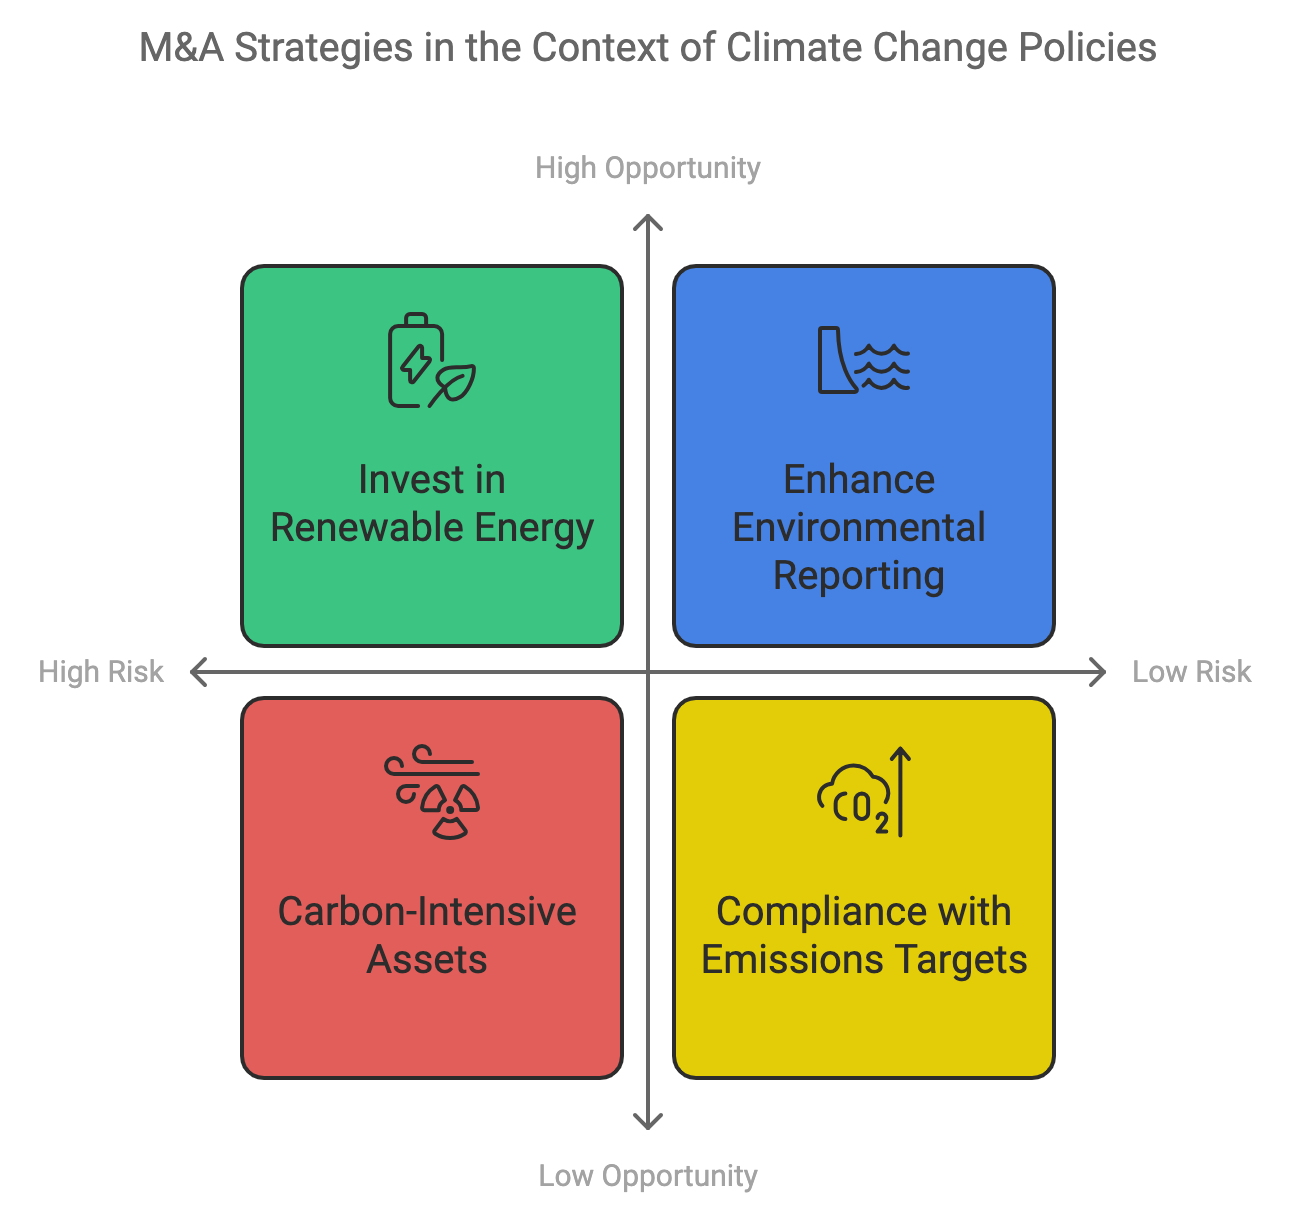 M&A Strategies in the Context of Climate Change Policies
High Opportunity
Invest in
Renewable Energy
Enhance
Environmental
Reporting
High Risk
Low Risk
Carbon-Intensive
Assets
CO2
Compliance with
Emissions Targets
Low Opportunity